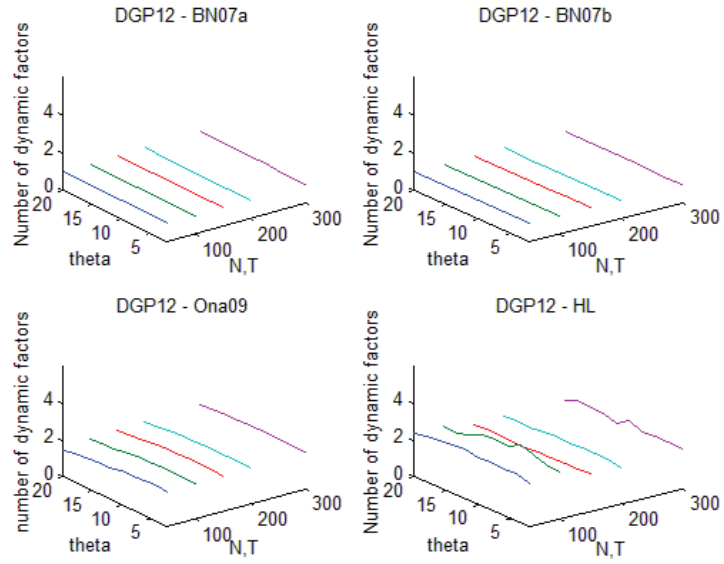 DGP12 - BN07a
Number of dynamic factors
4
2
0
20
15
10
5
theta
100
200
300
N,T
DGP12 - BN07b
Number of dynamic factors
4
2
0
20
15
10
5
theta
100
200
300
N,T
DGP12 - Ona09
number of dynamic factors
4
2
0
20
15
10
5
theta
100
200
300
N,T
DGP12 - HL
Number of dynamic factors
4
2
0
20
15
10
5
theta
100
200
300
N,T